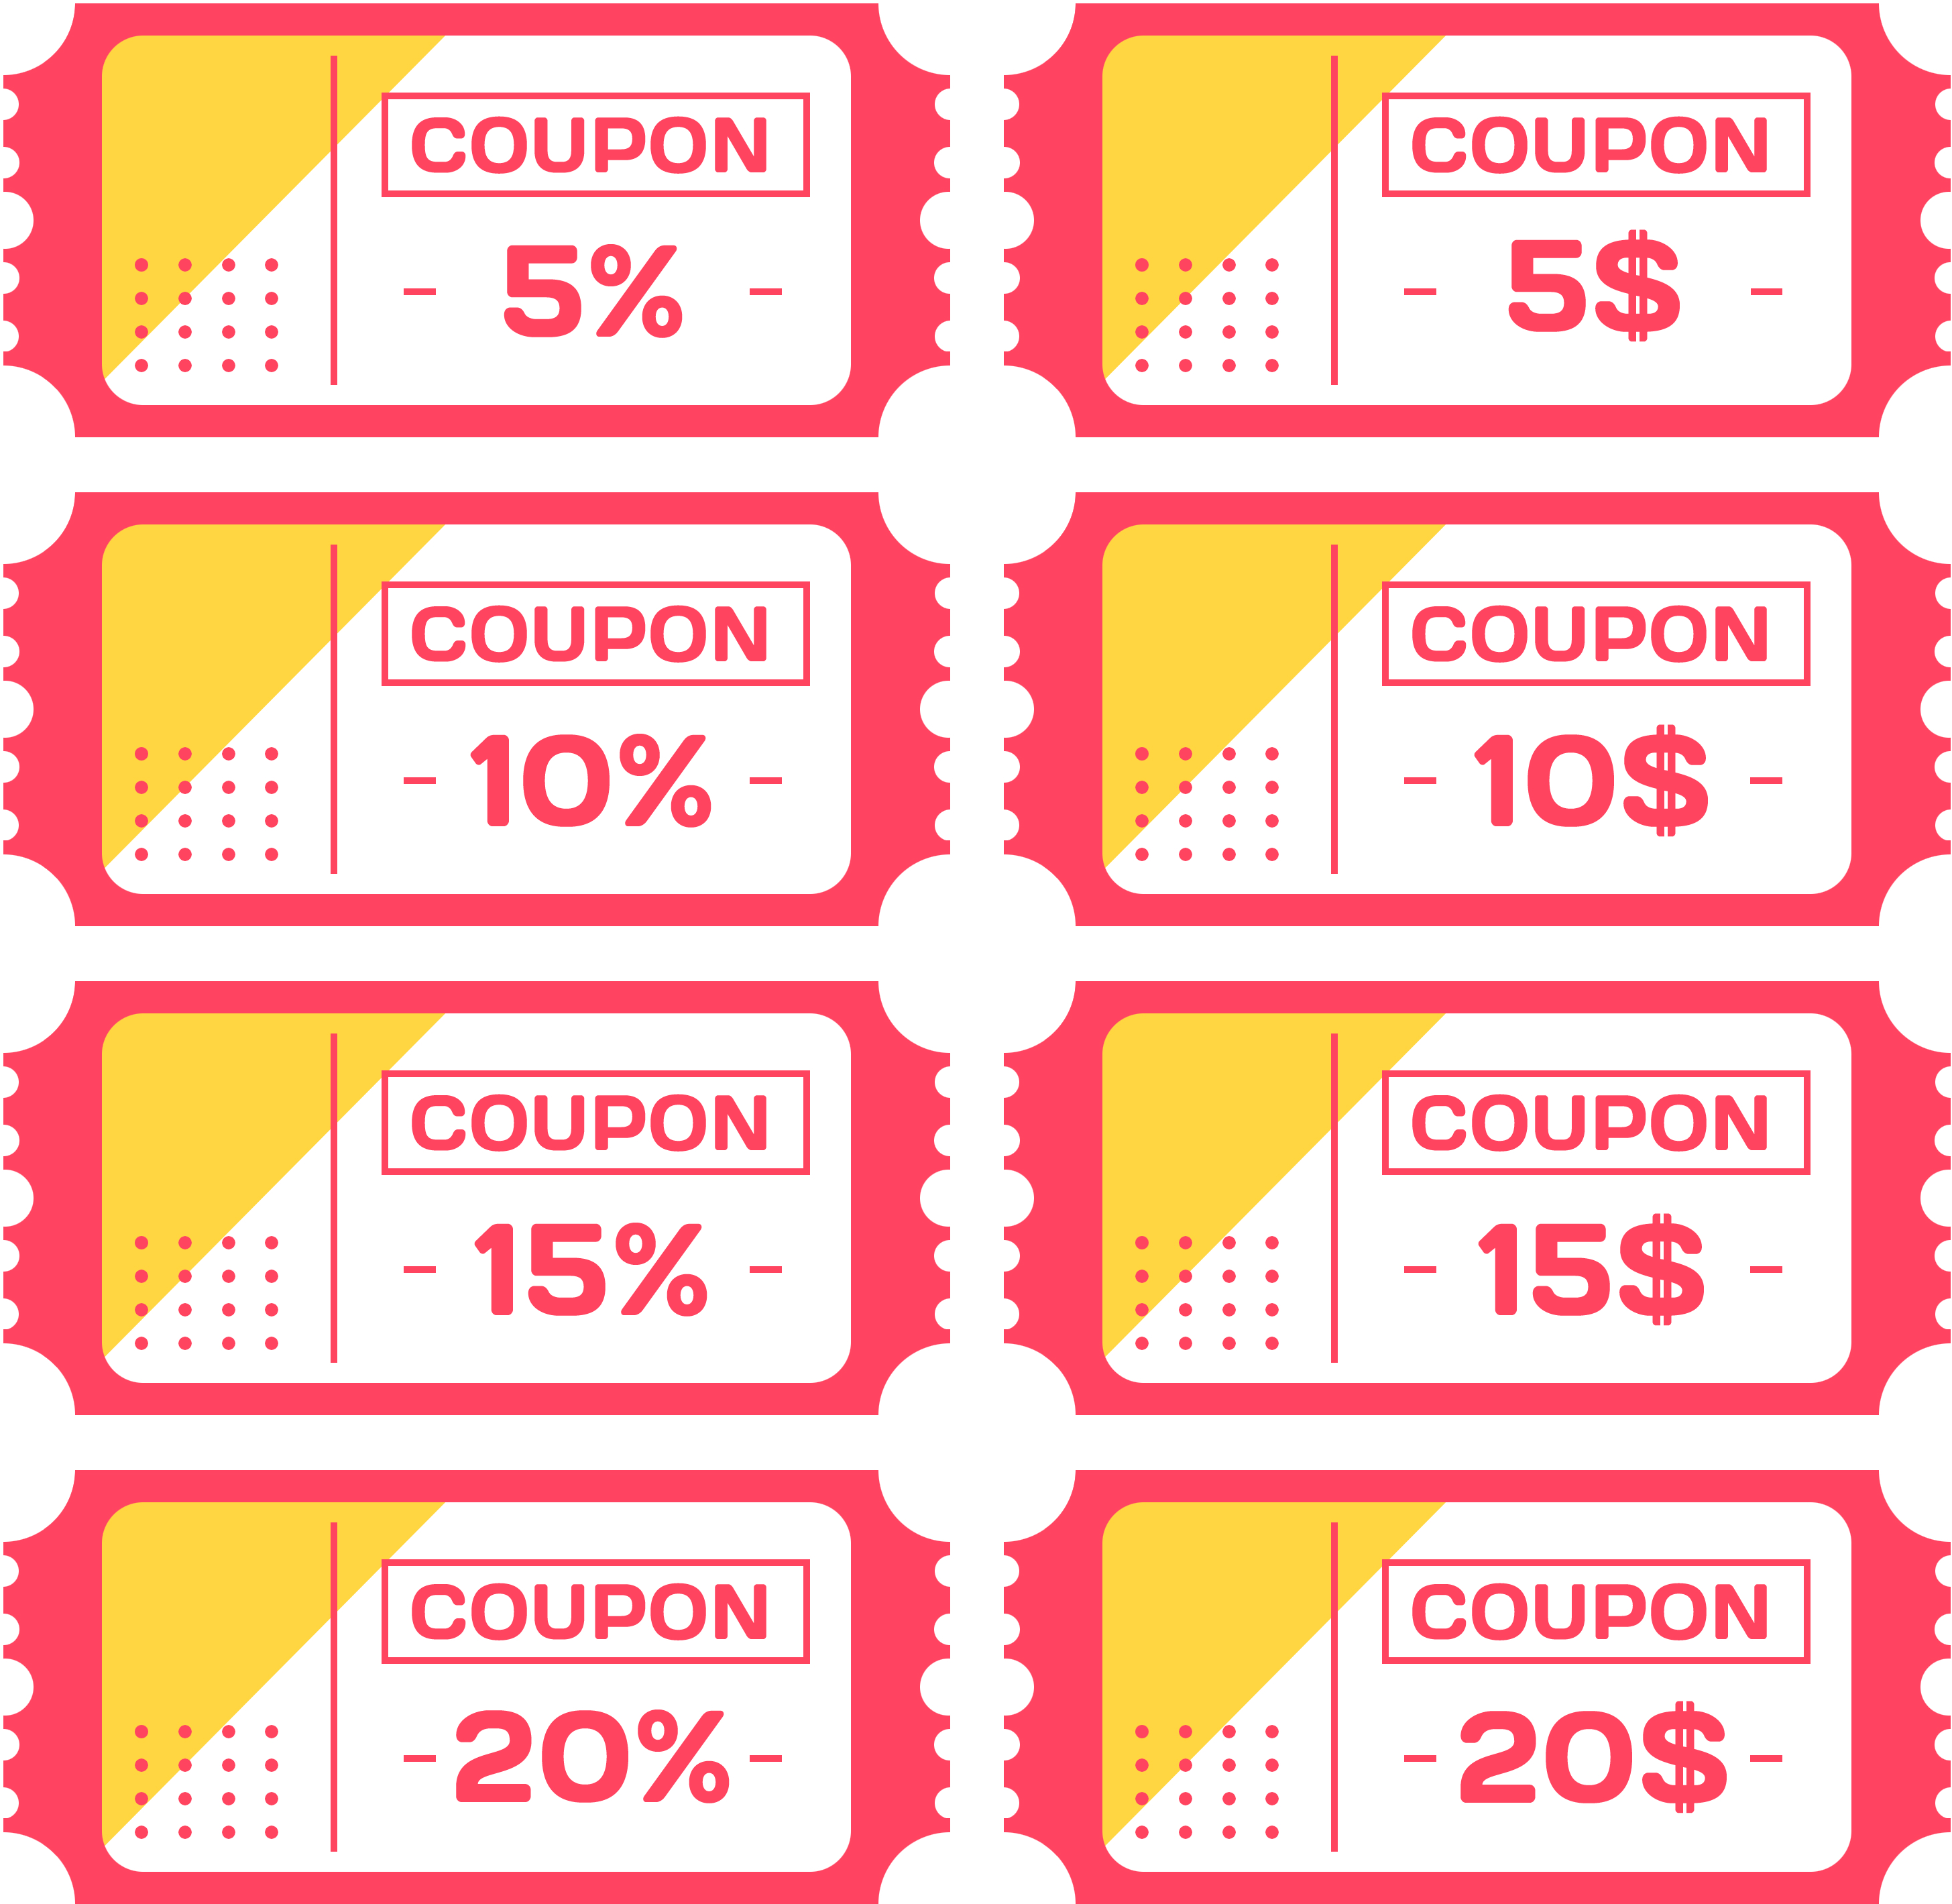 COUPON
- 5% -
COUPON
- 5$ -
COUPON
- 10% -
COUPON
- 10$ -
COUPON
- 15% -
COUPON
- 15$ -
COUPON
- 20% -
COUPON
- 20$ -